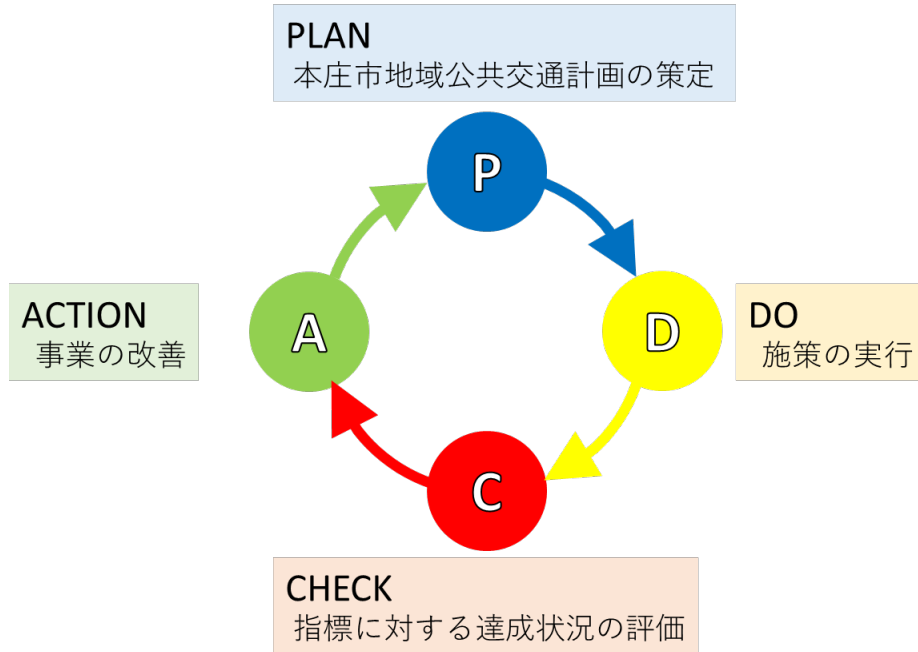 PLAN
本庄市地域公共交通計画の策定
P
ACTION
事業の改善
A
D
DO
施策の実行
C
CHECK
指標に対する達成状況の評価